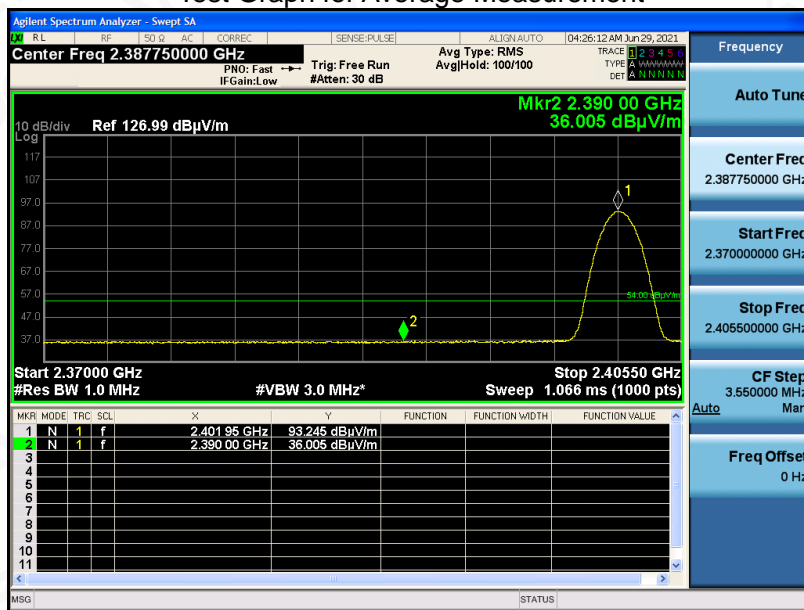 Test Graph for Average Measurement
Agilent Spectrum Analyzer - Swept SA
LXI RL RF 50 Ω AC CORREC SENSE:PULSE ALIGN AUTO 04:26:12 AM Jun 29, 2021
Center Freq 2.387750000 GHz
PNO: Fast
IFGain:Low
Trig: Free Run
#Atten: 30 dB
Avg Type: RMS
Avg|Hold: 100/100
TRACE 1 2 3 4 5 6
TYPE A WWWWW
DET A N N N N N
Mkr2 2.390 00 GHz
36.005 dBµV/m
10 dB/div Ref 126.99 dBµV/m
Log
117
107
97.0
87.0
77.0
67.0
57.0
47.0
37.0
1
54.00 dBµV/m
2
Start 2.37000 GHz Stop 2.40550 GHz
#Res BW 1.0 MHz #VBW 3.0 MHz* Sweep 1.066 ms (1000 pts)
MKR MODE TRC SCL X Y FUNCTION FUNCTION WIDTH FUNCTION VALUE
1 N 1 f 2.401 95 GHz 93.245 dBµV/m
2 N 1 f 2.390 00 GHz 36.005 dBµV/m
3
4
5
6
7
8
9
10
11
MSG STATUS
Frequency
Auto Tune
Center Freq
2.387750000 GHz
Start Freq
2.370000000 GHz
Stop Freq
2.405500000 GHz
CF Step
3.550000 MHz
Auto Man
Freq Offset
0 Hz